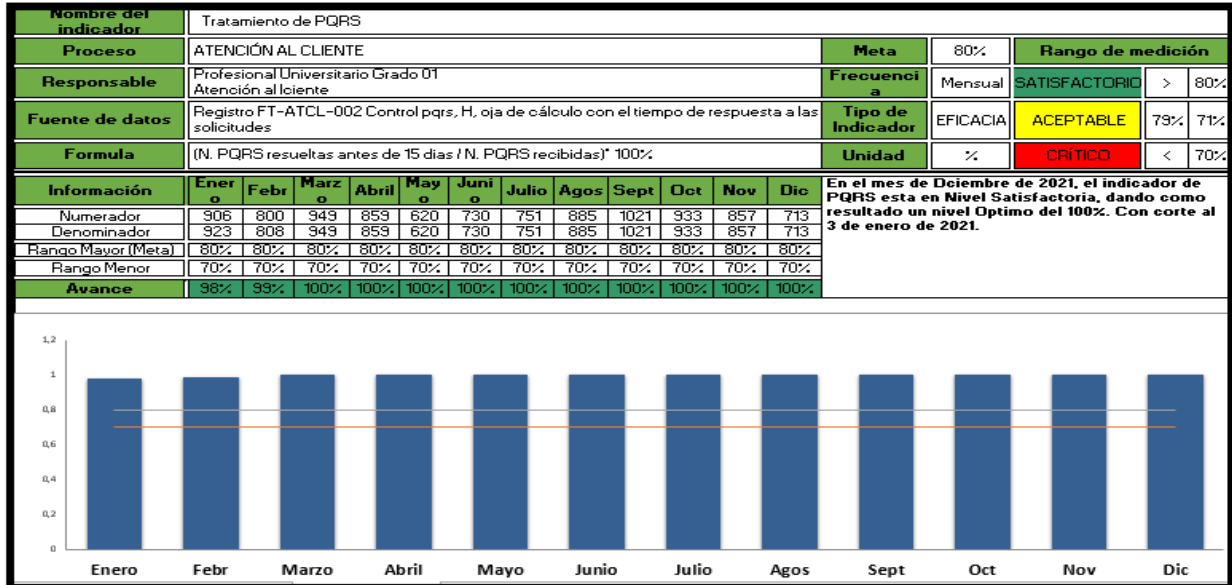 Nombre del indicador Tratamiento de PQRS
Proceso ATENCIÓN AL CLIENTE Meta 80% Rango de medición
Responsable Profesional Universitario Grado 01 Atención al lciente Frecuencia Mensual SATISFACTORIO > 80%
Fuente de datos Registro FT-ATCL-002 Control pqrs, H, oja de cálculo con el tiempo de respuesta a las solicitudes Tipo de Indicador EFICACIA ACEPTABLE 79% 71%
Formula (N. PQRS resueltas antes de 15 dias / N. PQRS recibidas)* 100% Unidad % CRÍTICO < 70%
Información Enero Febr Marzo Abril Mayo Junio Julio Agos Sept Oct Nov Dic
Numerador 906 800 949 859 620 730 751 885 1021 933 857 713
Denominador 923 808 949 859 620 730 751 885 1021 933 857 713
Rango Mayor (Meta) 80% 80% 80% 80% 80% 80% 80% 80% 80% 80% 80% 80%
Rango Menor 70% 70% 70% 70% 70% 70% 70% 70% 70% 70% 70% 70%
Avance 98% 99% 100% 100% 100% 100% 100% 100% 100% 100% 100% 100%
En el mes de Dciembre de 2021, el indicador de
PQRS esta en Nivel Satisfactoria, dando como
resultado un nivel Optimo del 100%. Con corte al
3 de enero de 2021.
1,2
1
0,8
0,6
0,4
0,2
0
Enero Febr Marzo Abril Mayo Junio Julio Agos Sept Oct Nov Dic